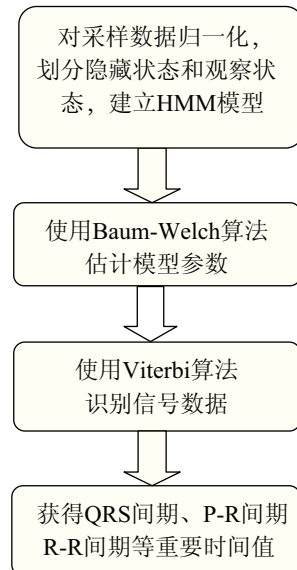 对采样数据归一化，
划分隐藏状态和观察状
态，建立HMM模型
使用Baum-Welch算法
估计模型参数
使用Viterbi算法
识别信号数据
获得QRS间期、P-R间期
R-R间期等重要时间值